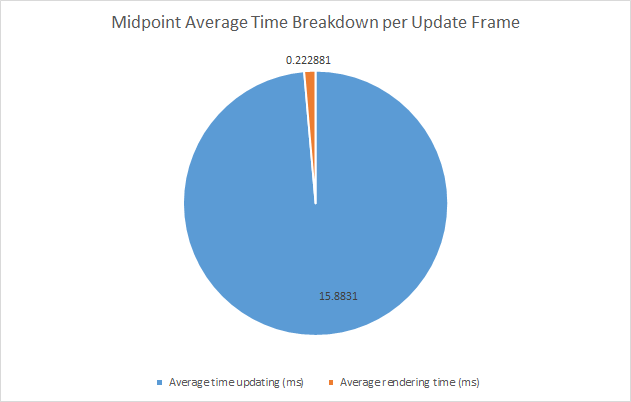 Midpoint Average Time Breakdown per Update Frame
0.222881
15.8831
Average time updating (ms)
Average rendering time (ms)